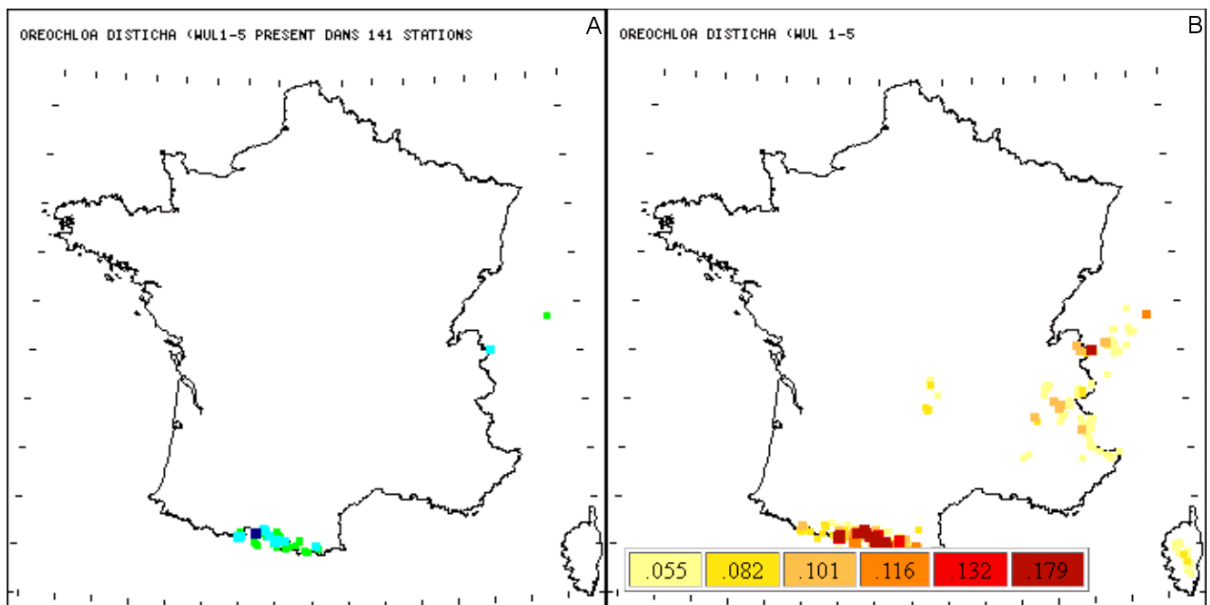 OREOCHLOA DISTICHA (WUL1-5 PRESENT DANS 141 STATIONS
A
OREOCHLOA DISTICHA (WUL 1-5
B
.055 .082 .101 .116 .132 .179